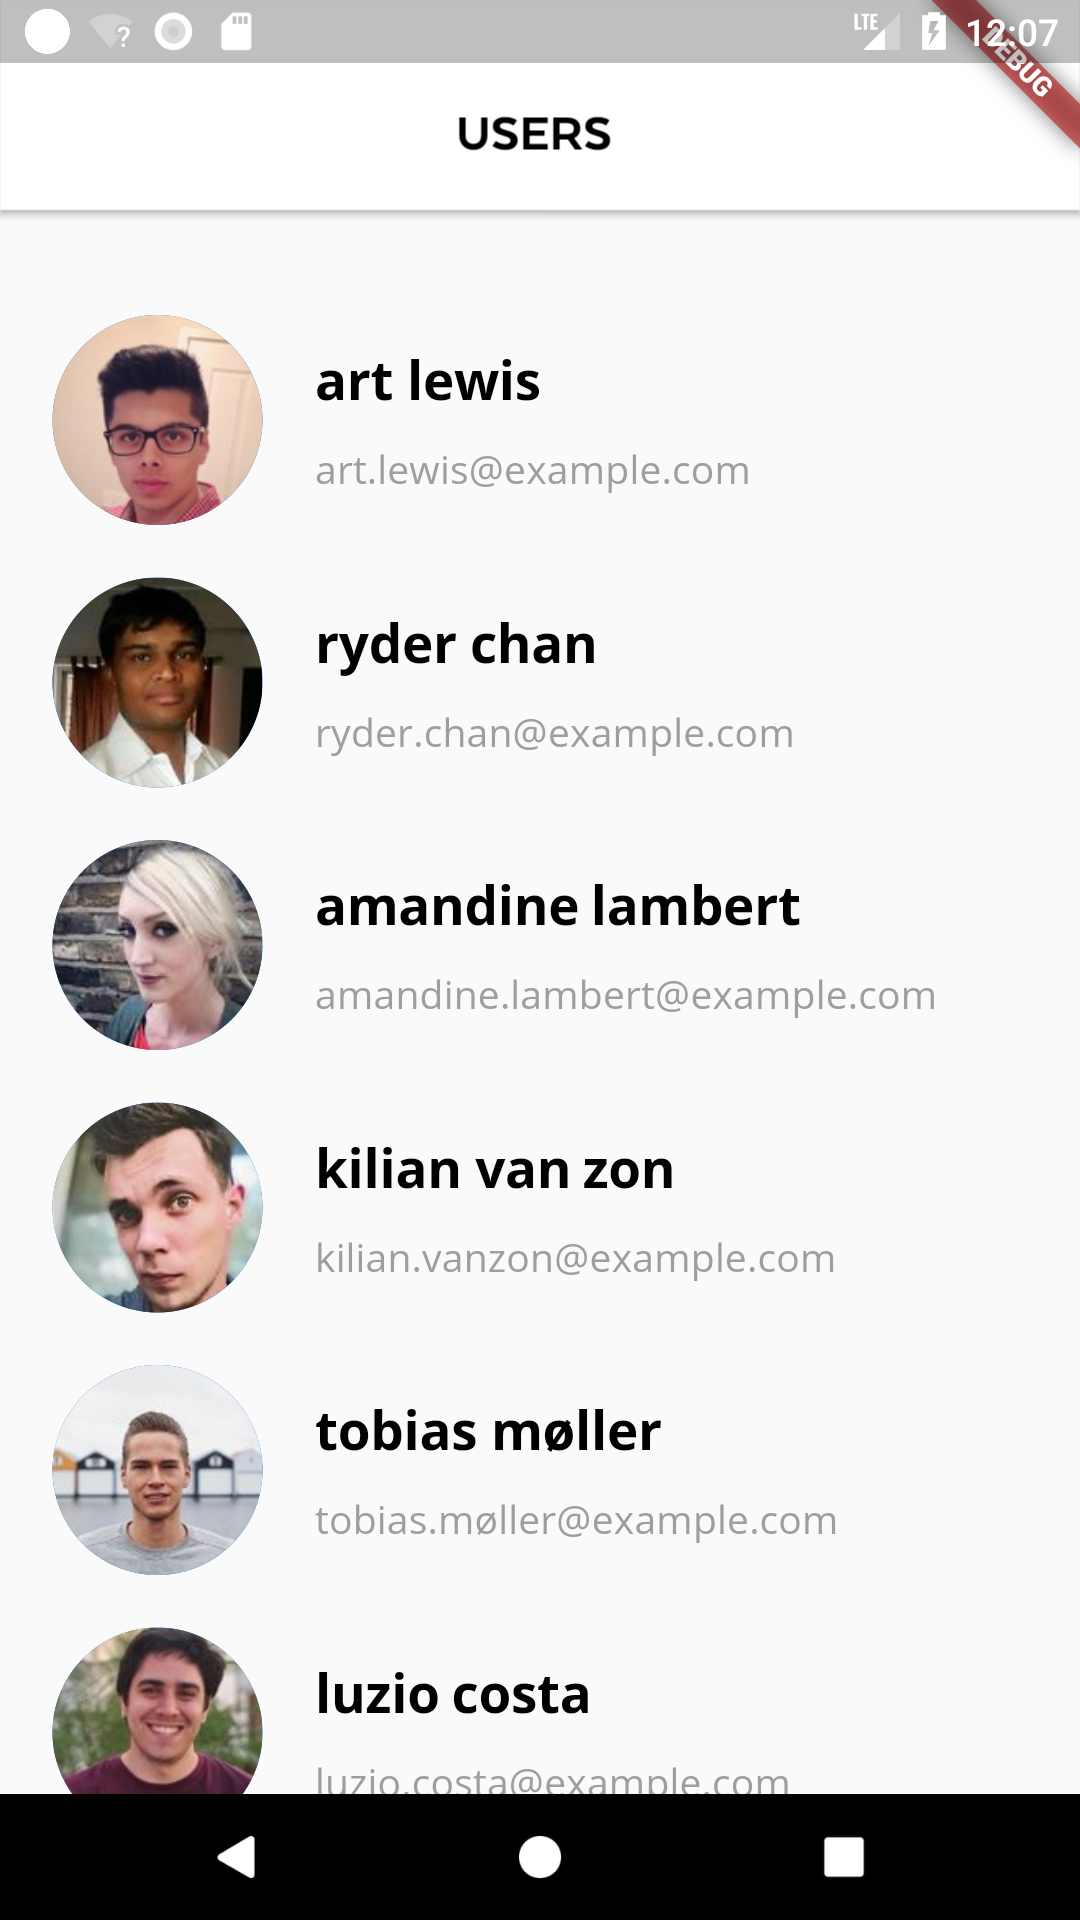 LTE 12:07
DEBUG
USERS
art lewis
art.lewis@example.com
ryder chan
ryder.chan@example.com
amandine lambert
amandine.lambert@example.com
kilian van zon
kilian.vanzon@example.com
tobias møller
tobias.møller@example.com
luzio costa
luzio.costa@example.com